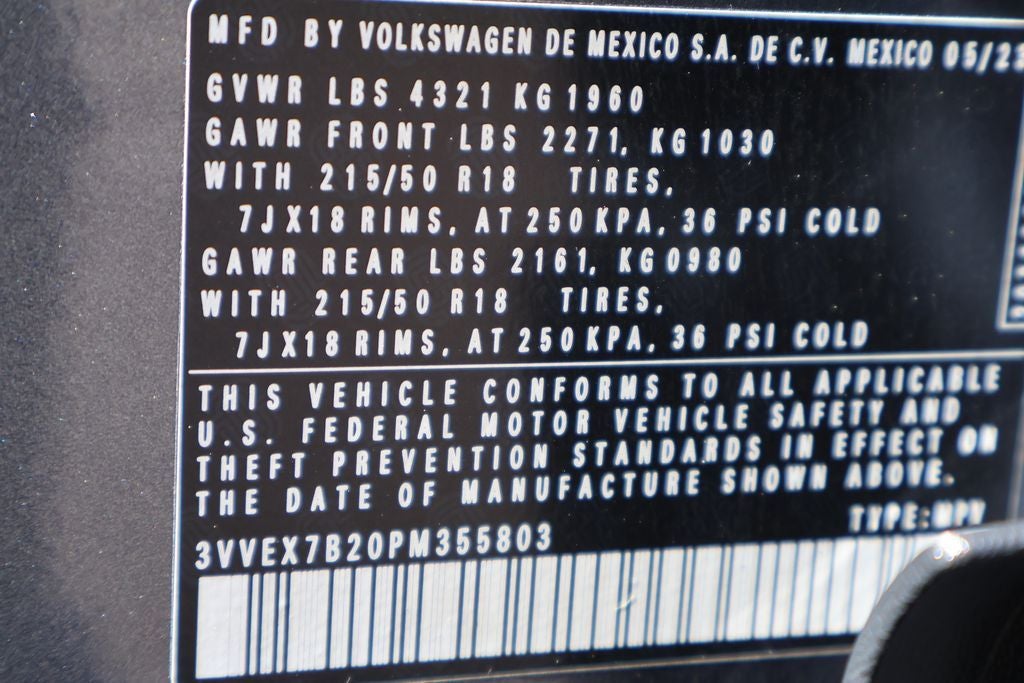 MFD BY VOLKSWAGEN DE MEXICO S.A. DE C.V. MEXICO 05/23
GVWR LBS 4321 KG 1960
GAWR FRONT LBS 2271, KG 1030
WITH 215/50 R18 TIRES,
7JX18 RIMS, AT 250 KPA, 36 PSI COLD
GAWR REAR LBS 2161, KG 0980
WITH 215/50 R18 TIRES,
7JX18 RIMS, AT 250 KPA, 36 PSI COLD
THIS VEHICLE CONFORMS TO ALL APPLICABLE
U.S. FEDERAL MOTOR VEHICLE SAFETY AND
THEFT PREVENTION STANDARDS IN EFFECT ON
THE DATE OF MANUFACTURE SHOWN ABOVE.
TYPE:MPV
3VVEX7B20PM355803